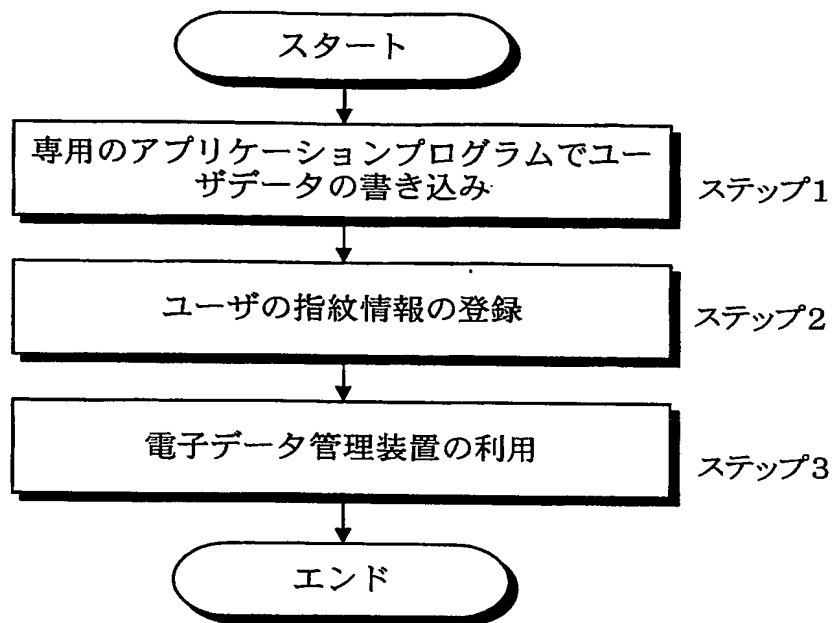 スタート
専用のアプリケーションプログラムでユー
ザデータの書き込み
ステップ1
ユーザの指紋情報の登録
ステップ2
電子データ管理装置の利用
ステップ3
エンド